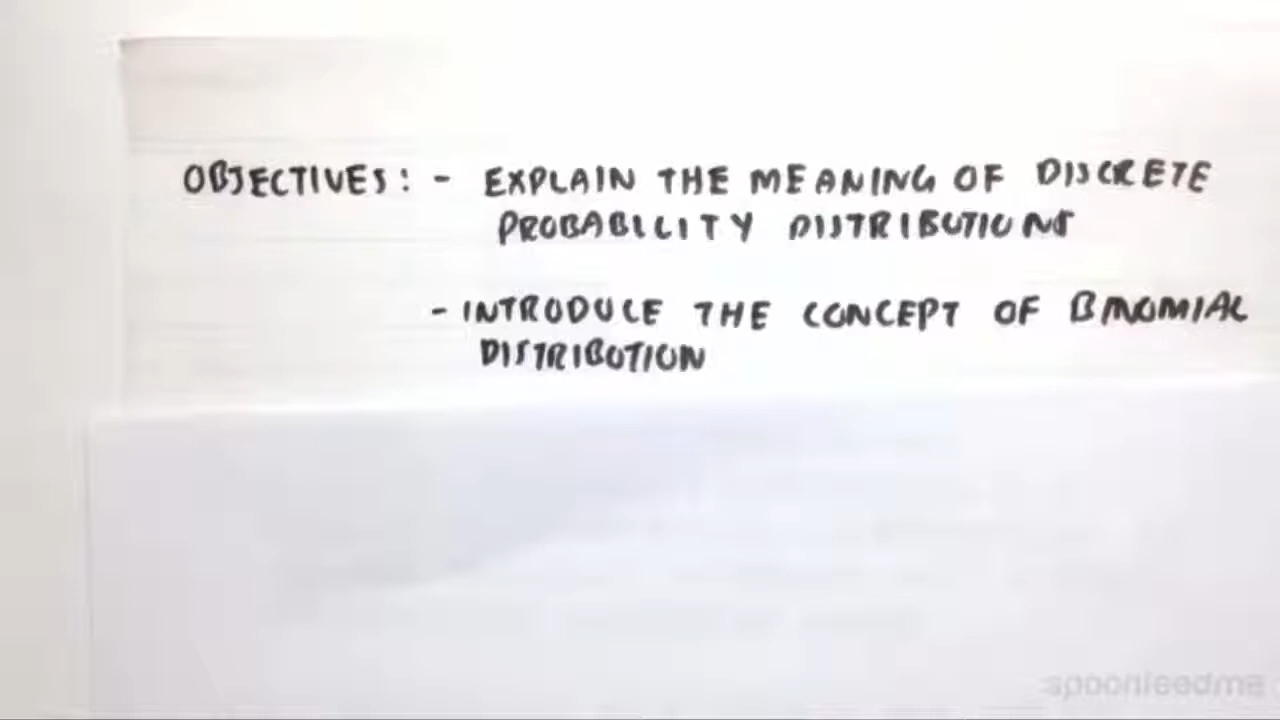 OBJECTIVES: - EXPLAIN THE MEANING OF DISCRETE
PROBABILITY DISTRIBUTIONS
- INTRODUCE THE CONCEPT OF BINOMIAL
DISTRIBUTION
spoonfeedme